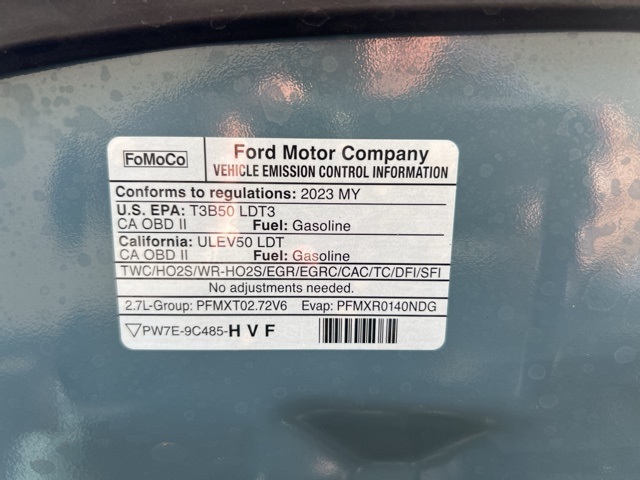 FoMoCo
Ford Motor Company
VEHICLE EMISSION CONTROL INFORMATION
Conforms to regulations: 2023 MY
U.S. EPA: T3B50 LDT3
CA OBD II Fuel: Gasoline
California: ULEV50 LDT
CA OBD II Fuel: Gasoline
TWC/HO2S/WR-HO2S/EGR/EGRC/CAC/TC/DFI/SFI
No adjustments needed.
2.7L-Group: PFMXT02.72V6 Evap: PFMXR0140NDG
PW7E-9C485-H V F